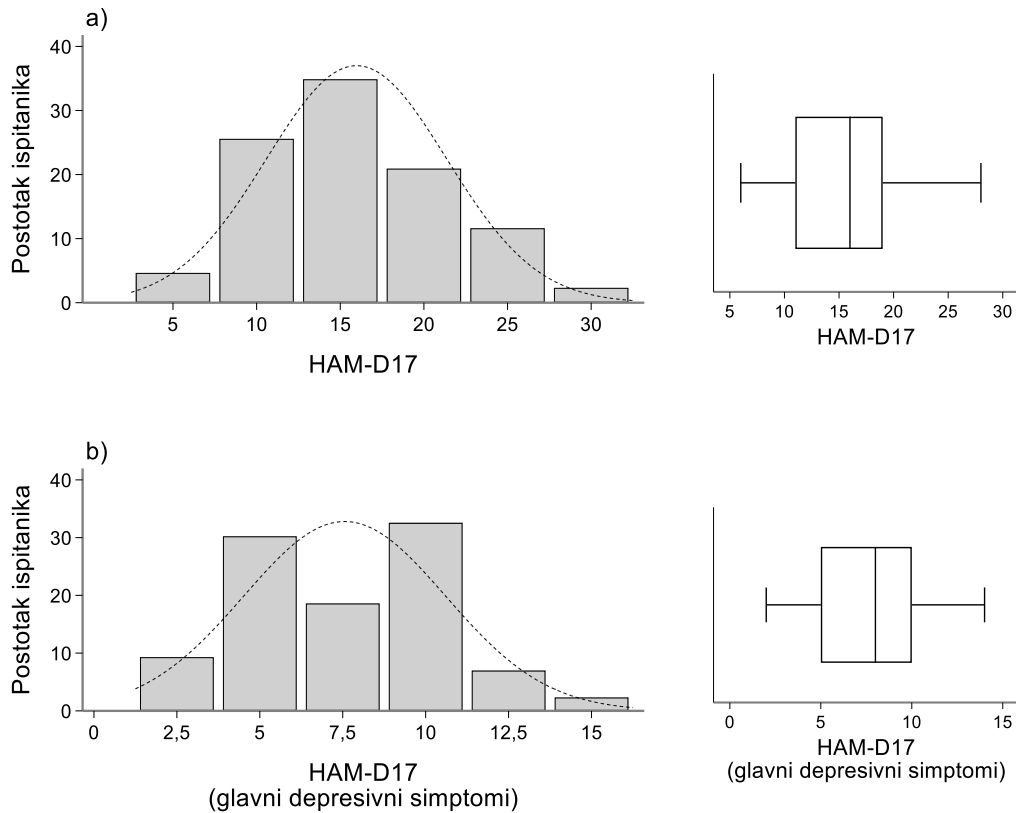 a)
Postotak ispitanika
40
30
20
10
0
5 10 15 20 25 30
HAM-D17
5 10 15 20 25 30
HAM-D17
b)
Postotak ispitanika
40
30
20
10
0
0 2,5 5 7,5 10 12,5 15
HAM-D17
(glavni depresivni simptomi)
0 5 10 15
HAM-D17
(glavni depresivni simptomi)